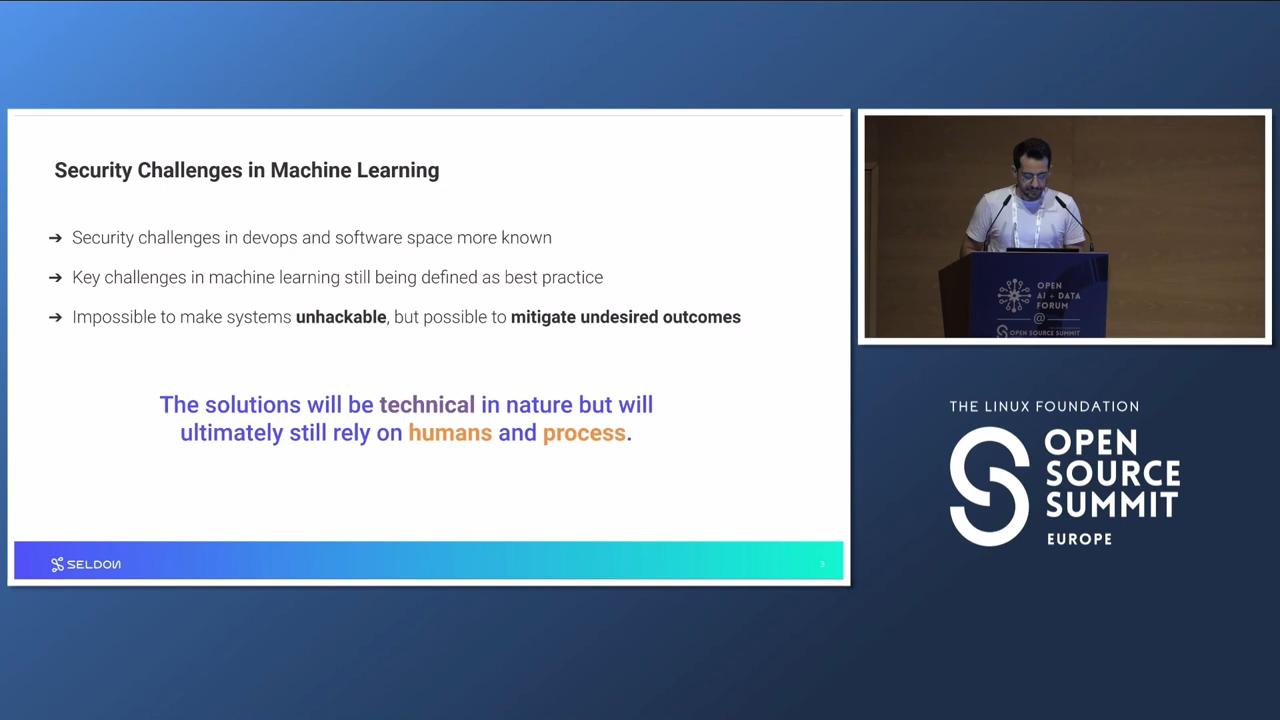 Security Challenges in Machine Learning
➔ Security challenges in devops and software space more known
➔ Key challenges in machine learning still being defined as best practice
➔ Impossible to make systems unhackable, but possible to mitigate undesired outcomes
The solutions will be technical in nature but will
ultimately still rely on humans and process.
SELDON
3
OPEN
AI + DATA
FORUM
@
OPEN SOURCE SUMMIT
THE LINUX FOUNDATION
OPEN
SOURCE
SUMMIT
EUROPE